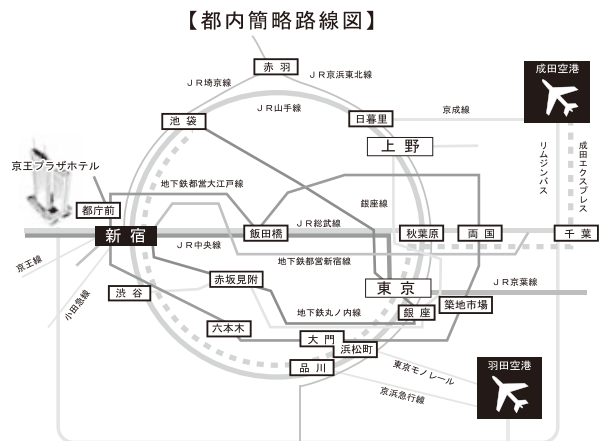 【都内簡略路線図】
赤羽
JR埼京線
JR京浜東北線
成田空港
JR山手線
池袋
日暮里
京成線
上野
リムジンバス
成田エクスプレス
京王プラザホテル
地下鉄都営大江戸線
都庁前
銀座線
新宿
飯田橋
JR総武線
秋葉原
両国
千葉
JR中央線
京王線
地下鉄都営新宿線
赤坂見附
東京
JR京葉線
小田急線
渋谷
地下鉄丸ノ内線
銀座
築地市場
六本木
大門
浜松町
品川
東京モノレール
京浜急行線
羽田空港